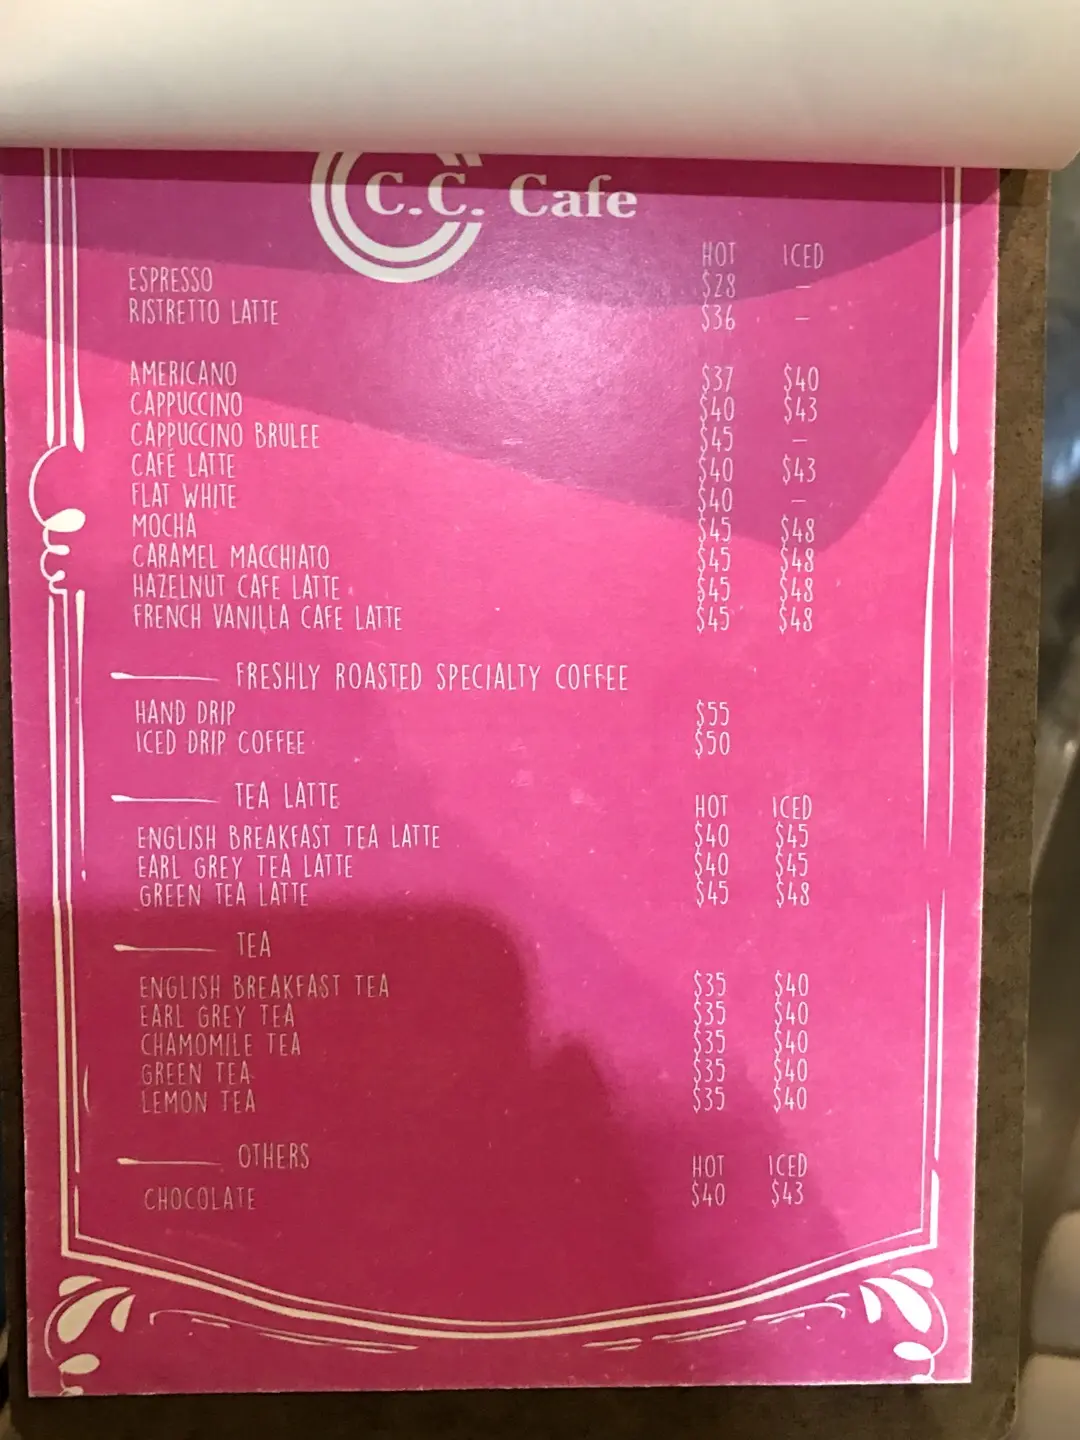 C.C. Cafe
HOT ICED
ESPRESSO $28 –
RISTRETTO LATTE $36 –
AMERICANO $37 $40
CAPPUCCINO $40 $43
CAPPUCCINO BRULEE $45 –
CAFÉ LATTE $40 $43
FLAT WHITE $40 –
MOCHA $45 $48
CARAMEL MACCHIATO $45 $48
HAZELNUT CAFE LATTE $45 $48
FRENCH VANILLA CAFE LATTE $45 $48
FRESHLY ROASTED SPECIALTY COFFEE
HAND DRIP $55
ICED DRIP COFFEE $50
TEA LATTE HOT ICED
ENGLISH BREAKFAST TEA LATTE $40 $45
EARL GREY TEA LATTE $40 $45
GREEN TEA LATTE $45 $48
TEA
ENGLISH BREAKFAST TEA $35 $40
EARL GREY TEA $35 $40
CHAMOMILE TEA $35 $40
GREEN TEA $35 $40
LEMON TEA $35 $40
OTHERS HOT ICED
CHOCOLATE $40 $43